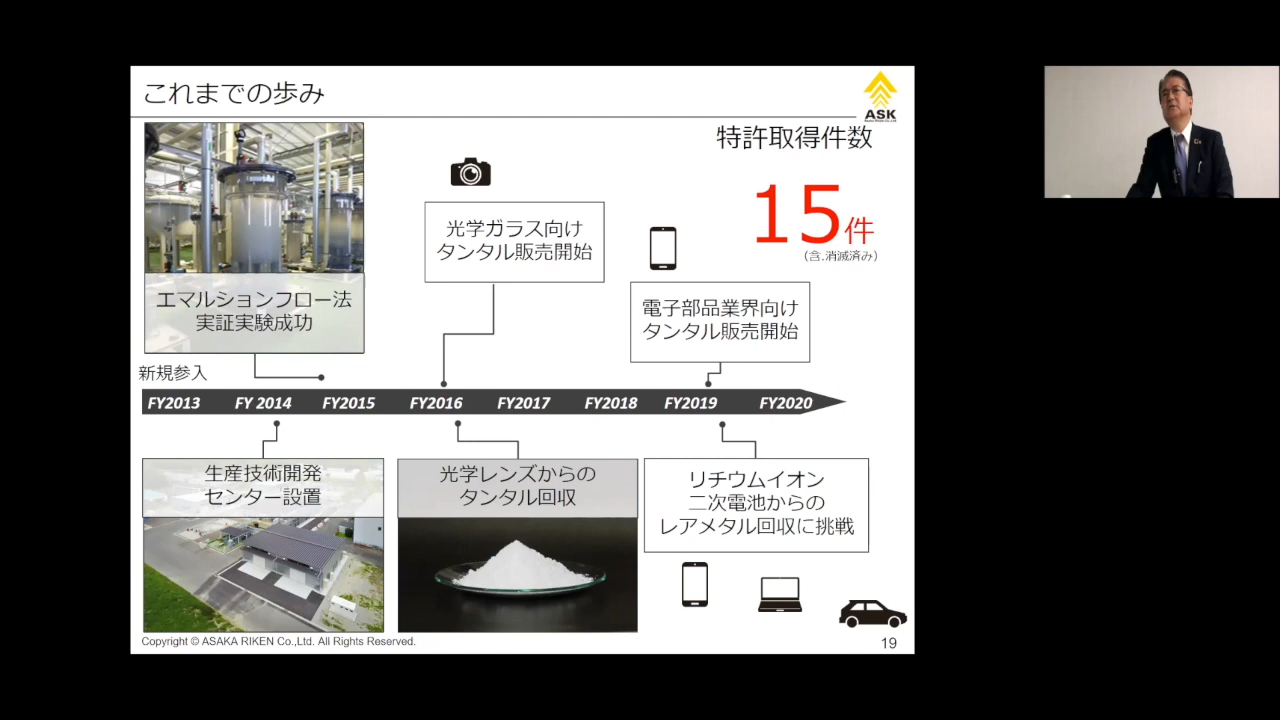 これまでの歩み
ASK
特許取得件数
15件
(含.消滅済み)
光学ガラス向け
タンタル販売開始
電子部品業界向け
タンタル販売開始
エマルションフロー法
実証実験成功
新規参入
FY2013 FY 2014 FY2015 FY2016 FY2017 FY2018 FY2019 FY2020
生産技術開発
センター設置
光学レンズからの
タンタル回収
リチウムイオン
二次電池からの
レアメタル回収に挑戦
Copyright © ASAKA RIKEN Co.,Ltd. All Rights Reserved.
19